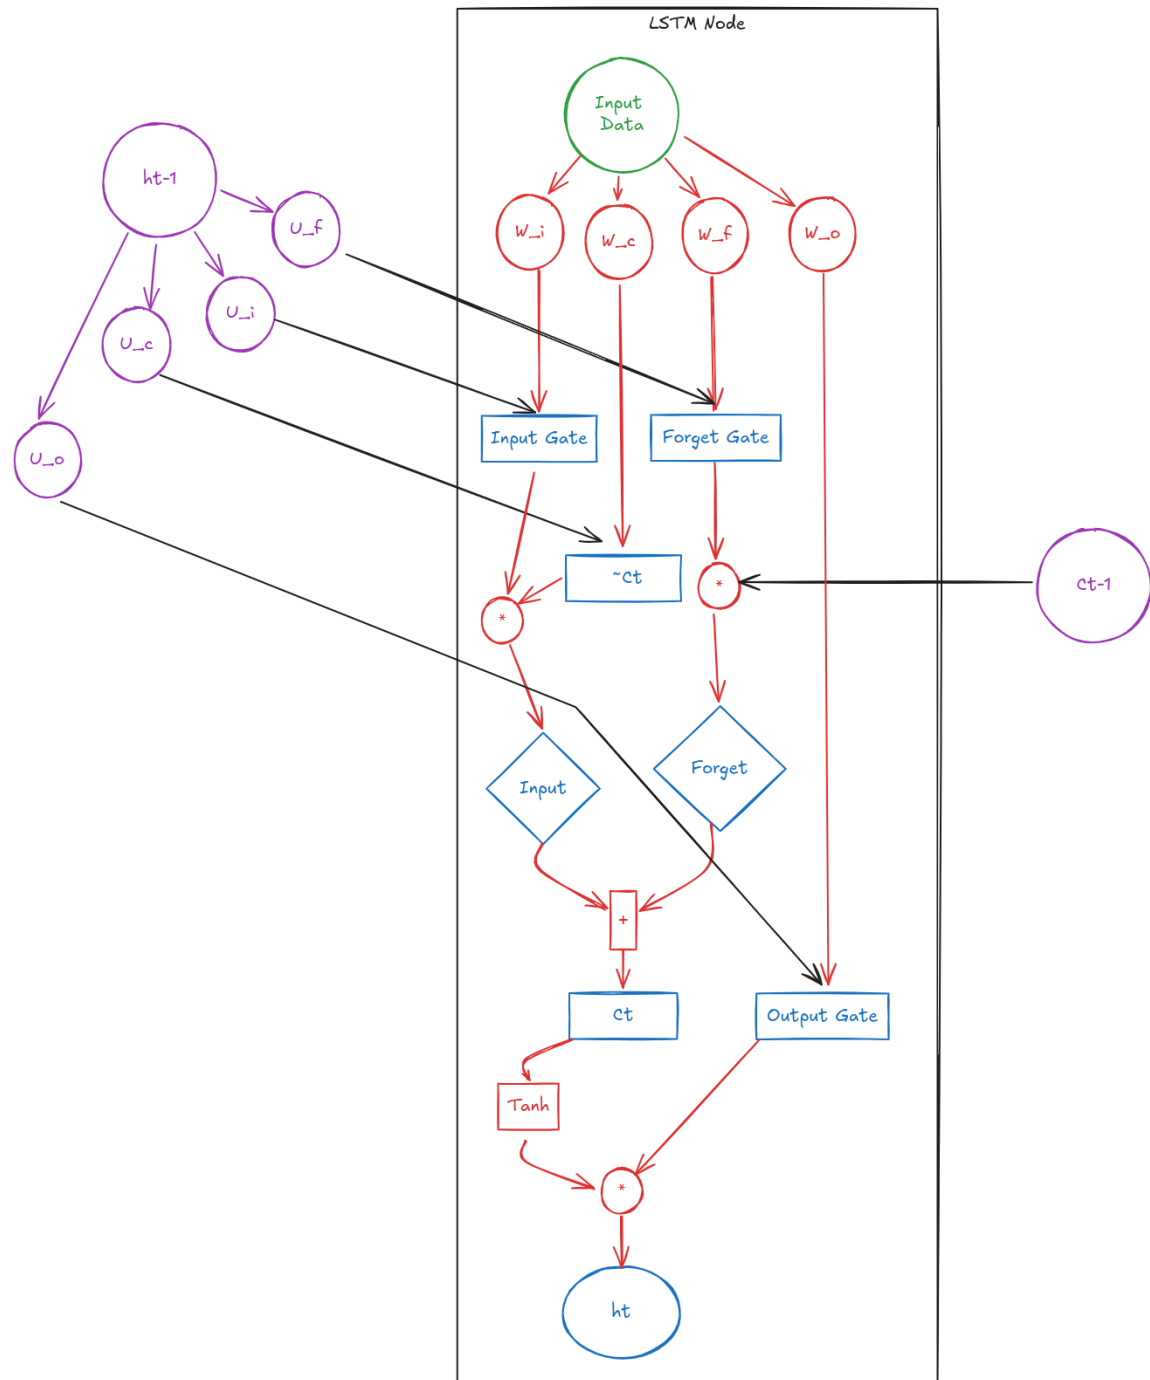 LSTM Node
Input
Data
ht-1
U_f
W_i
W_c
W_f
W_o
U_i
U_c
U_o
Input Gate
Forget Gate
~Ct
*
Ct-1
*
Input
Forget
+
Ct
Output Gate
Tanh
*
ht